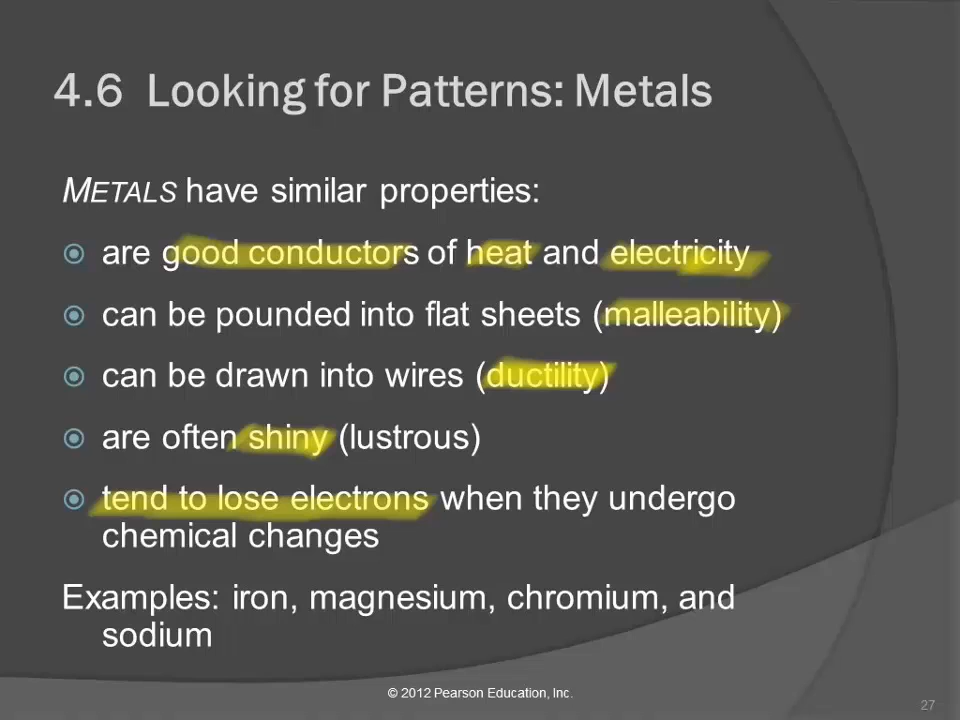 4.6 Looking for Patterns: Metals
METALS have similar properties:
are good conductors of heat and electricity
can be pounded into flat sheets (malleability)
can be drawn into wires (ductility)
are often shiny (lustrous)
tend to lose electrons when they undergo
chemical changes
Examples: iron, magnesium, chromium, and
sodium
© 2012 Pearson Education, Inc.
27